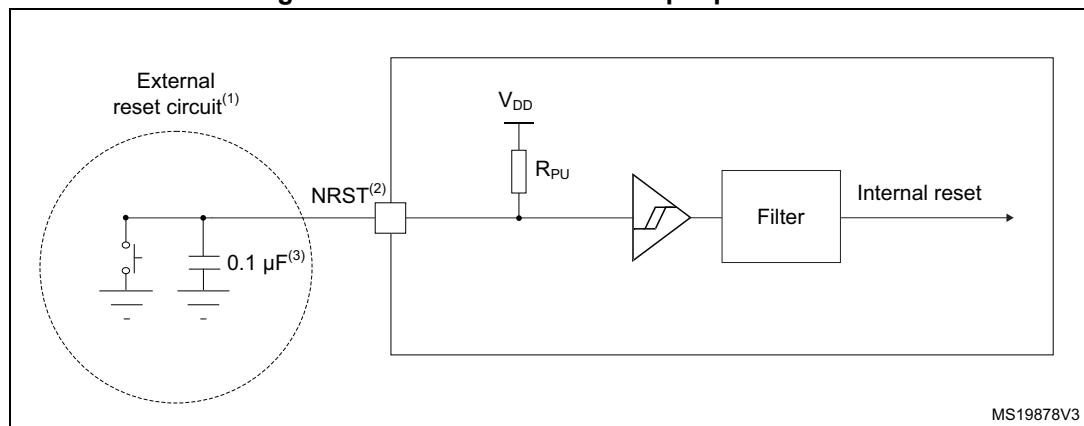 External
reset circuit(1)
VDD
RPU
NRST(2)
0.1 µF(3)
Filter
Internal reset
MS19878V3